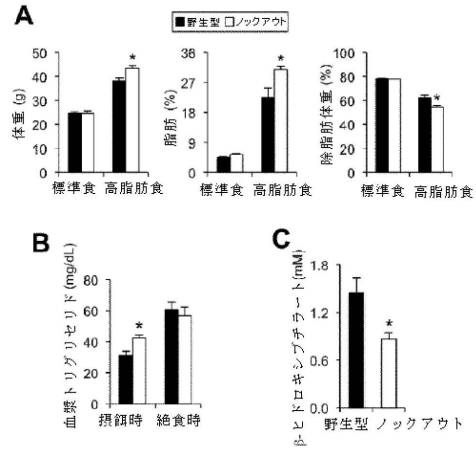 A
■野生型 □ノックアウト
体重 (g)
50
40
30
20
10
0
*
標準食 高脂肪食
脂肪 (%)
36
27
18
9
0
*
標準食 高脂肪食
除脂肪体重 (%)
100
80
60
40
20
0
*
標準食 高脂肪食
B
血漿トリグリセリド (mg/dL)
80
60
40
20
0
*
摂餌時 絶食時
C
β-ヒドロキシブチラート(mM)
1.8
1.2
0.6
0.0
*
野生型 ノックアウト